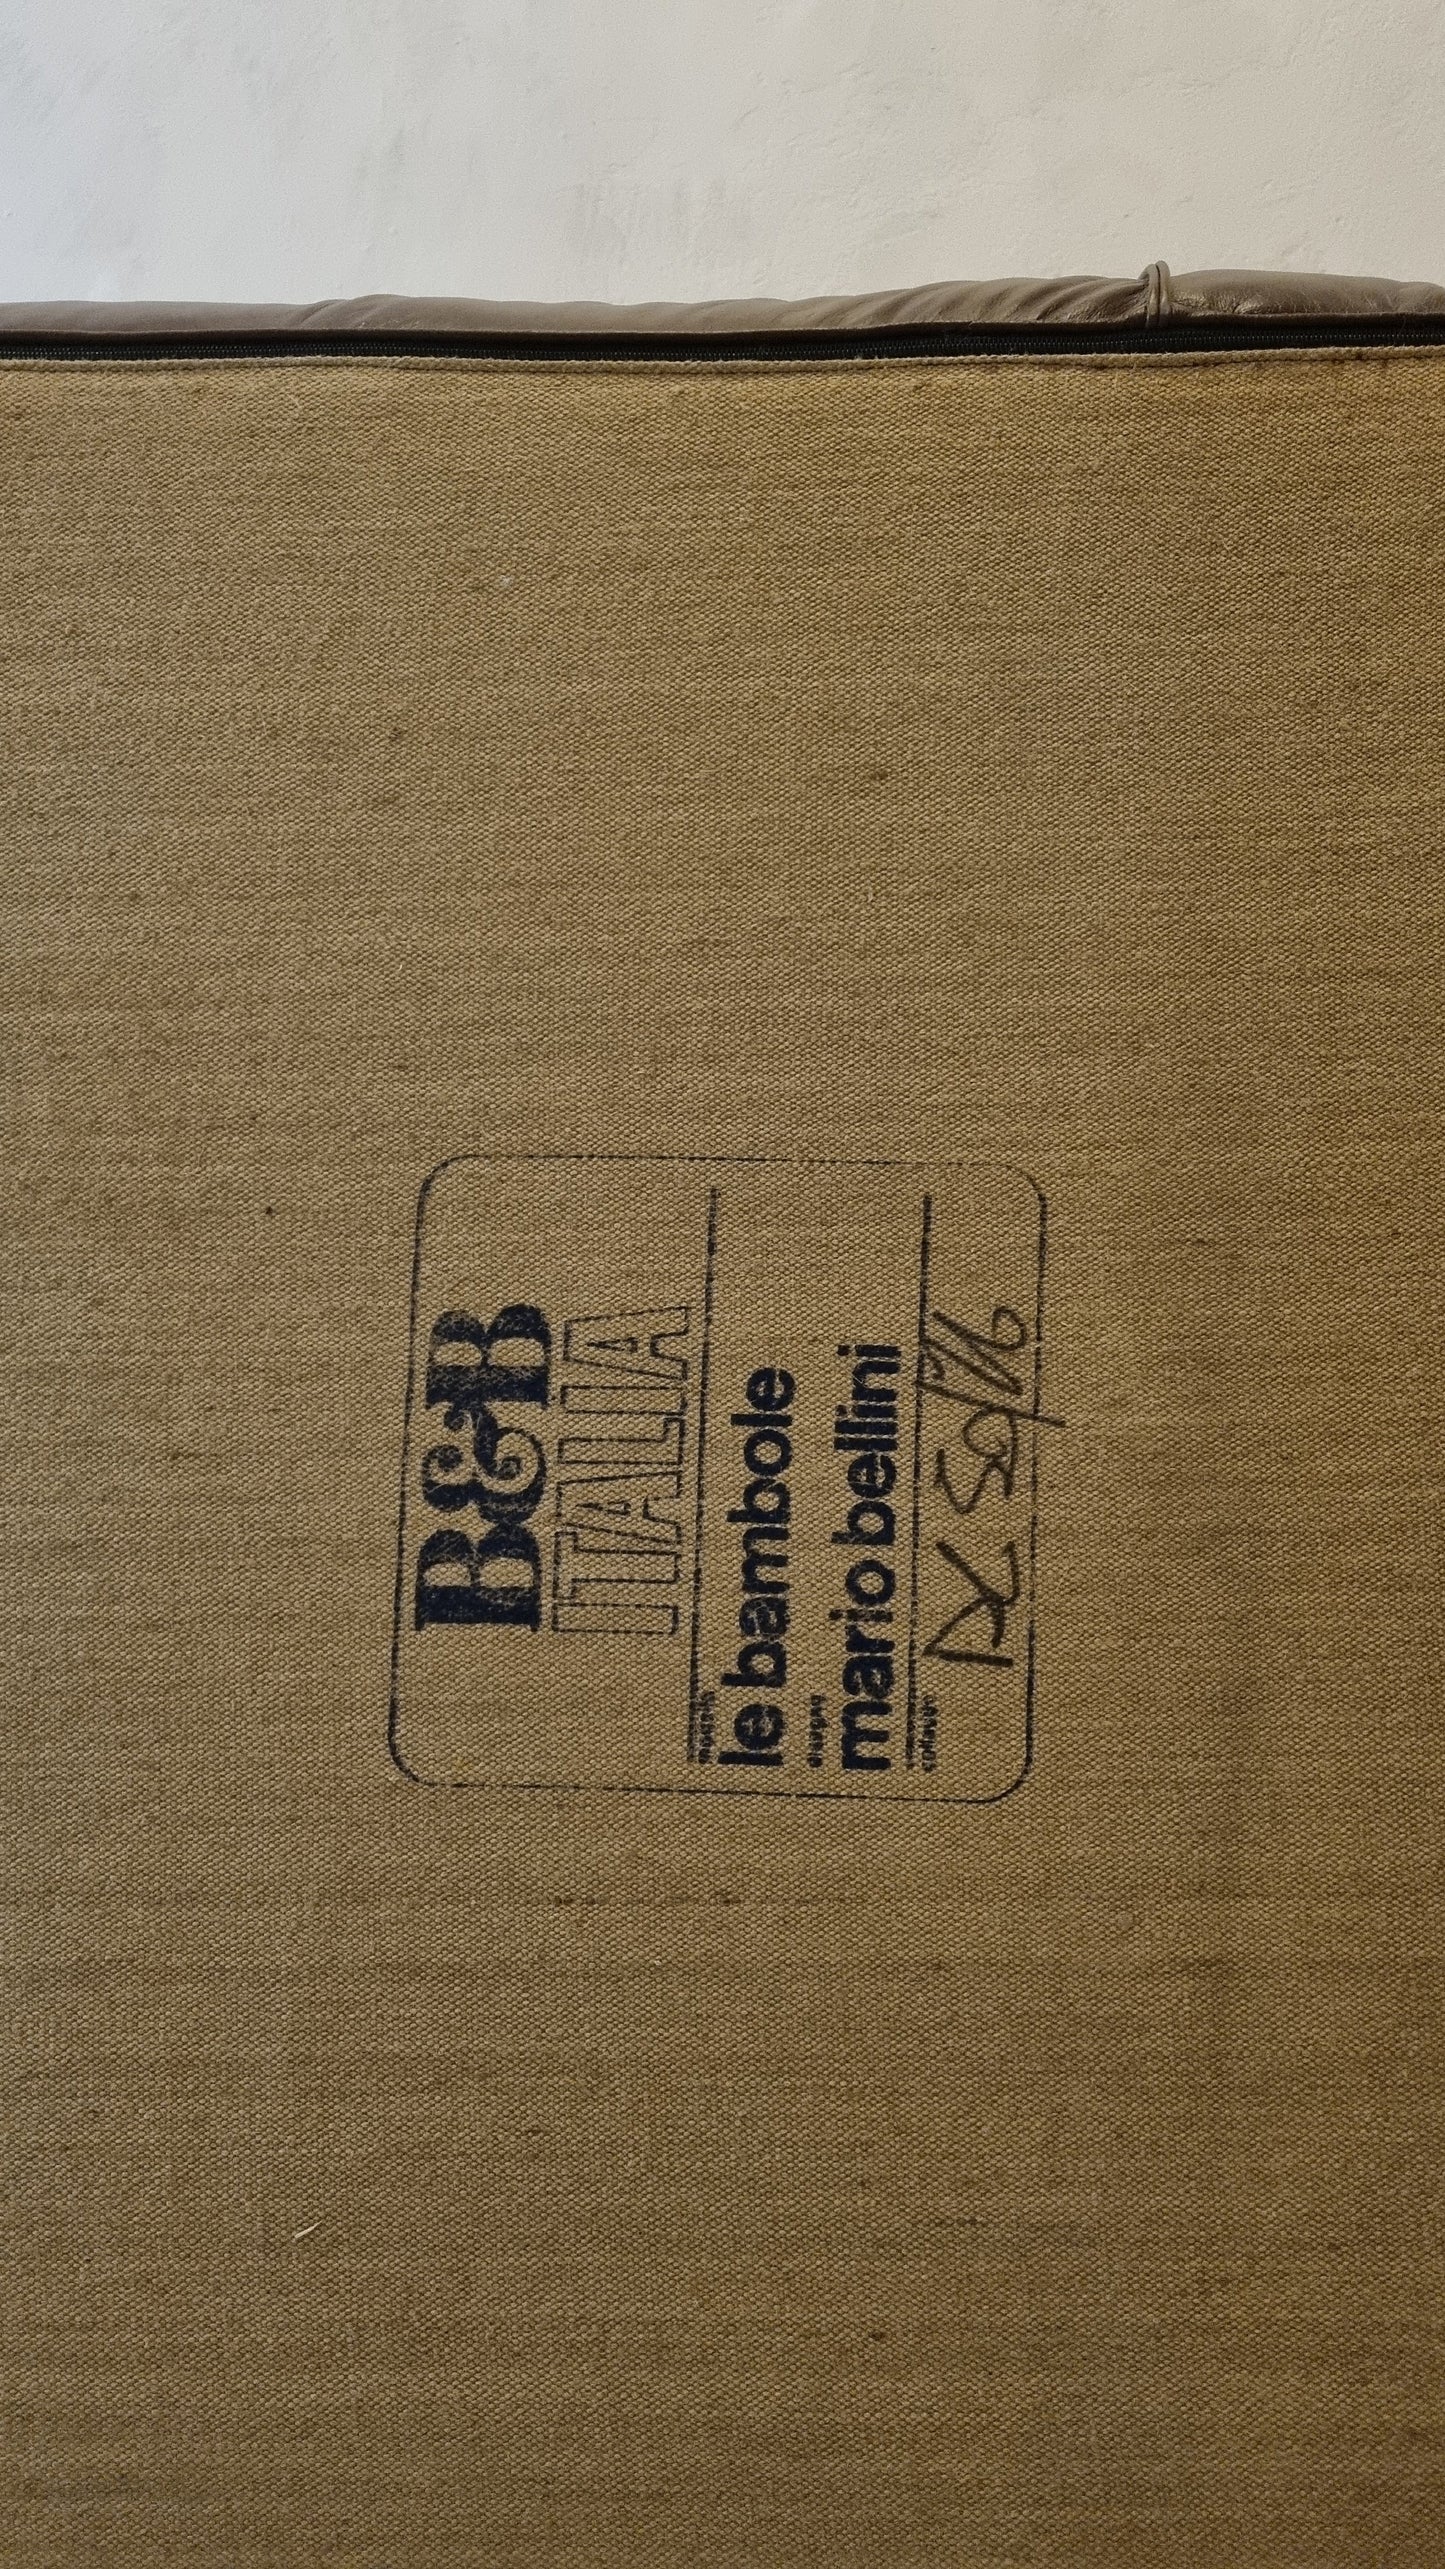 B&B
ITALIA
modello
le bambole
disegno
mario bellini
collaudo